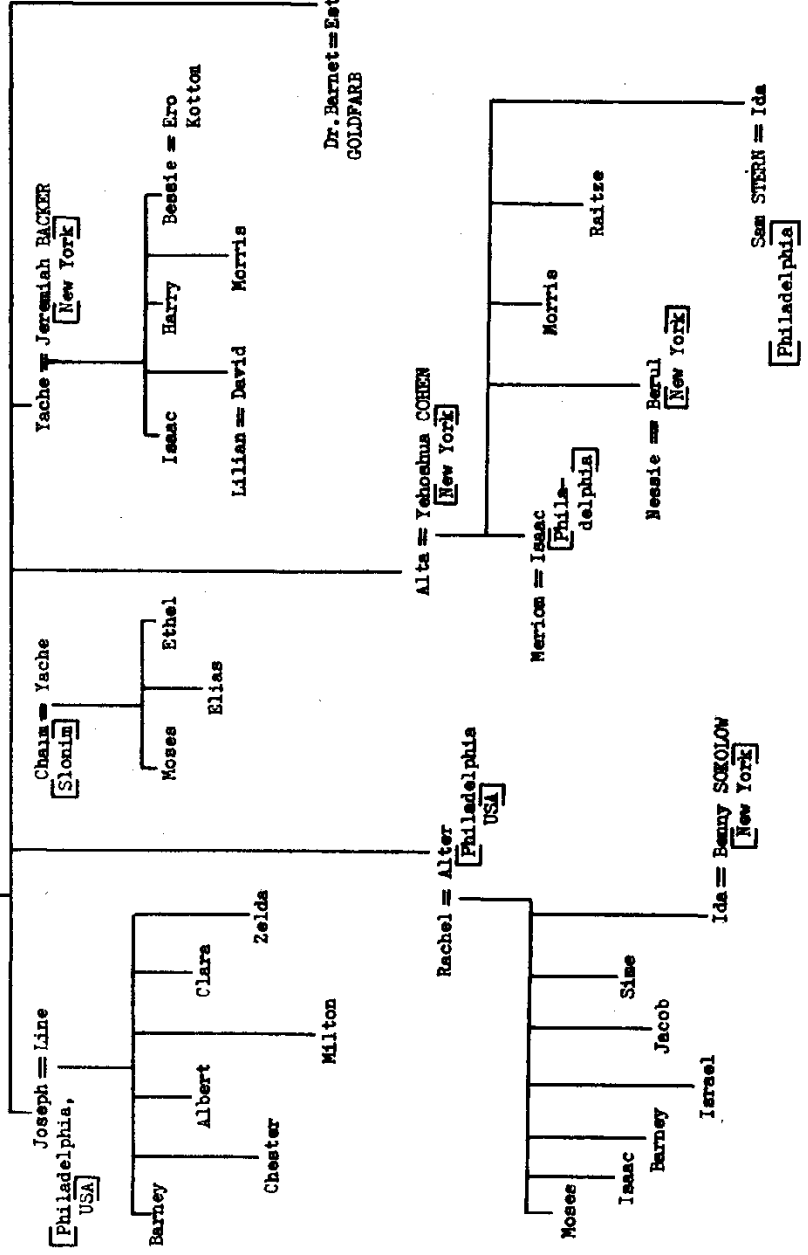 Joseph = Line
[Philadelphia,
USA]
Barney
Chester
Albert
Milton
Clara
Zelda
Rachel = Alter
[Philadelphia
USA]
Moses
Isaac
Barney
Israel
Jacob
Sime
Ida = Benny SOKOLOW
[New York]
Chaim = Yache
[Slonim]
Moses
Elias
Ethel
Alta = Yehoshua COHEN
[New York]
Meriom = Isaac
[Phila-
delphia]
Nessie = Berul
[New York]
Morris
Raitze
Sam STERN = Ida
[Philadelphia]
Yache = Jeremiah BACKER
[New York]
Isaac
Lilian = David
Harry
Morris
Bessie = Ero
Kotton
Dr.Barnet=Est
GOLDFARB